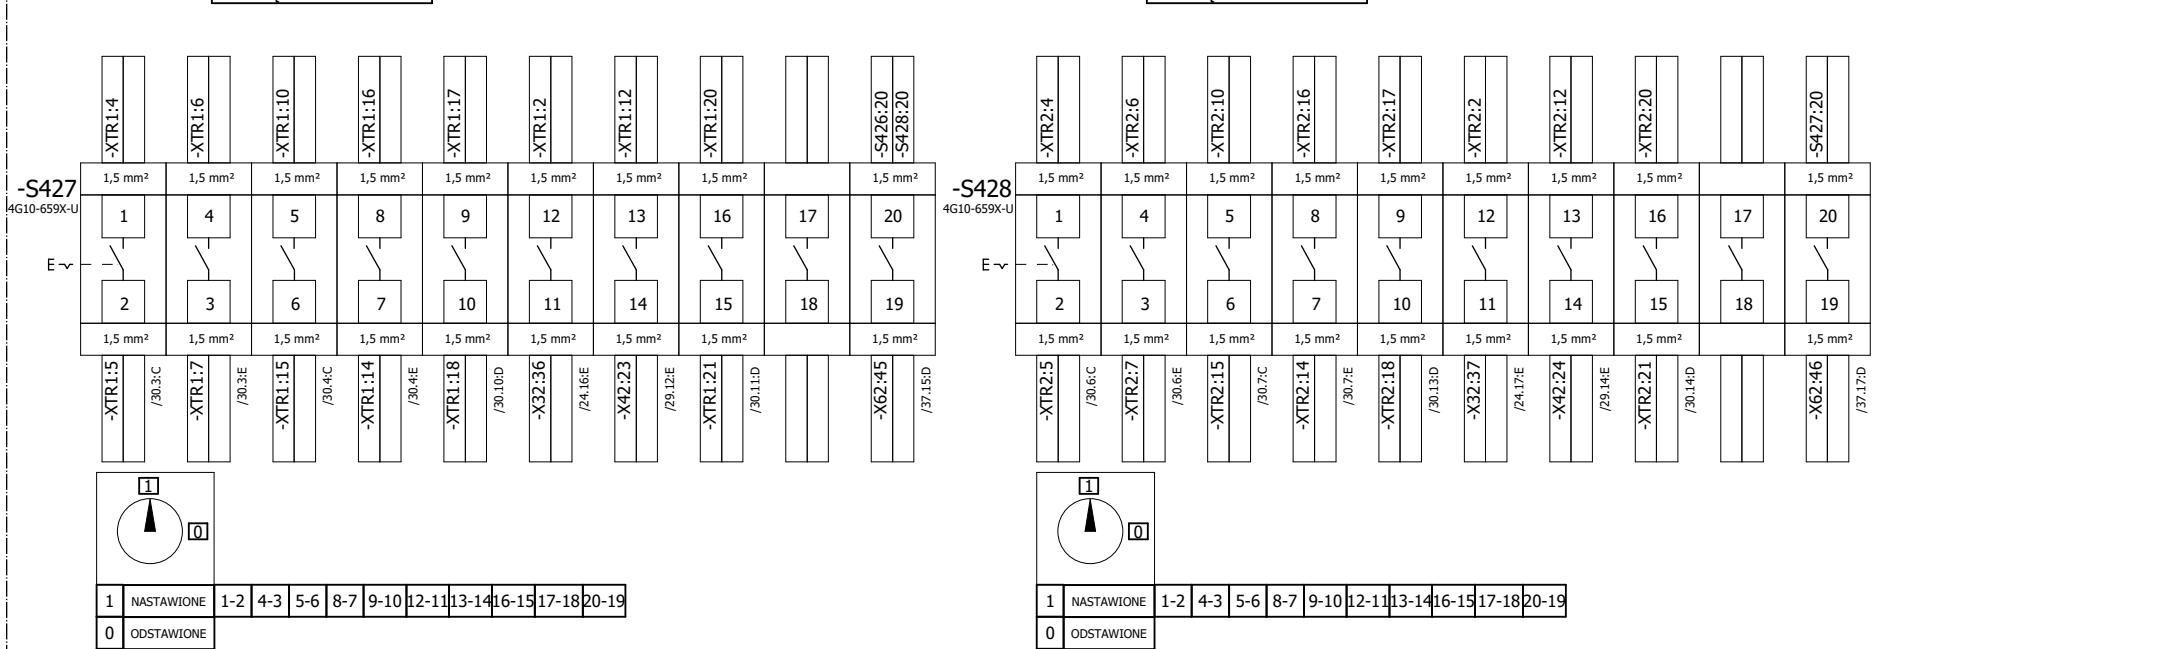 -XTR1:4 -XTR1:6 -XTR1:10 -XTR1:16 -XTR1:17 -XTR1:2 -XTR1:12 -XTR1:20 -S426:20 -S428:20
-S427 1,5 mm² 1,5 mm² 1,5 mm² 1,5 mm² 1,5 mm² 1,5 mm² 1,5 mm² 1,5 mm² 1,5 mm²
4G10-659X-U 1 4 5 8 9 12 13 16 17 20
E
2 3 6 7 10 11 14 15 18 19
1,5 mm² 1,5 mm² 1,5 mm² 1,5 mm² 1,5 mm² 1,5 mm² 1,5 mm² 1,5 mm² 1,5 mm²
-XTR1:5 /30.3:C -XTR1:7 /30.3:E -XTR1:15 /30.4:C -XTR1:14 /30.4:E -XTR1:18 /30.10:D -X32:36 /24.16:E -X42:23 /29.12:E -XTR1:21 /30.11:D -X62:45 /37.15:D
1
0
1 NASTAWIONE 1-2 4-3 5-6 8-7 9-10 12-11 13-14 16-15 17-18 20-19
0 ODSTAWIONE
-XTR2:4 -XTR2:6 -XTR2:10 -XTR2:16 -XTR2:17 -XTR2:2 -XTR2:12 -XTR2:20 -S427:20
-S428 1,5 mm² 1,5 mm² 1,5 mm² 1,5 mm² 1,5 mm² 1,5 mm² 1,5 mm² 1,5 mm² 1,5 mm²
4G10-659X-U 1 4 5 8 9 12 13 16 17 20
E
2 3 6 7 10 11 14 15 18 19
1,5 mm² 1,5 mm² 1,5 mm² 1,5 mm² 1,5 mm² 1,5 mm² 1,5 mm² 1,5 mm² 1,5 mm²
-XTR2:5 /30.6:C -XTR2:7 /30.6:E -XTR2:15 /30.7:C -XTR2:14 /30.7:E -XTR2:18 /30.13:D -X32:37 /24.17:E -X42:24 /29.14:E -XTR2:21 /30.14:D -X62:46 /37.17:D
1
0
1 NASTAWIONE 1-2 4-3 5-6 8-7 9-10 12-11 13-14 16-15 17-18 20-19
0 ODSTAWIONE